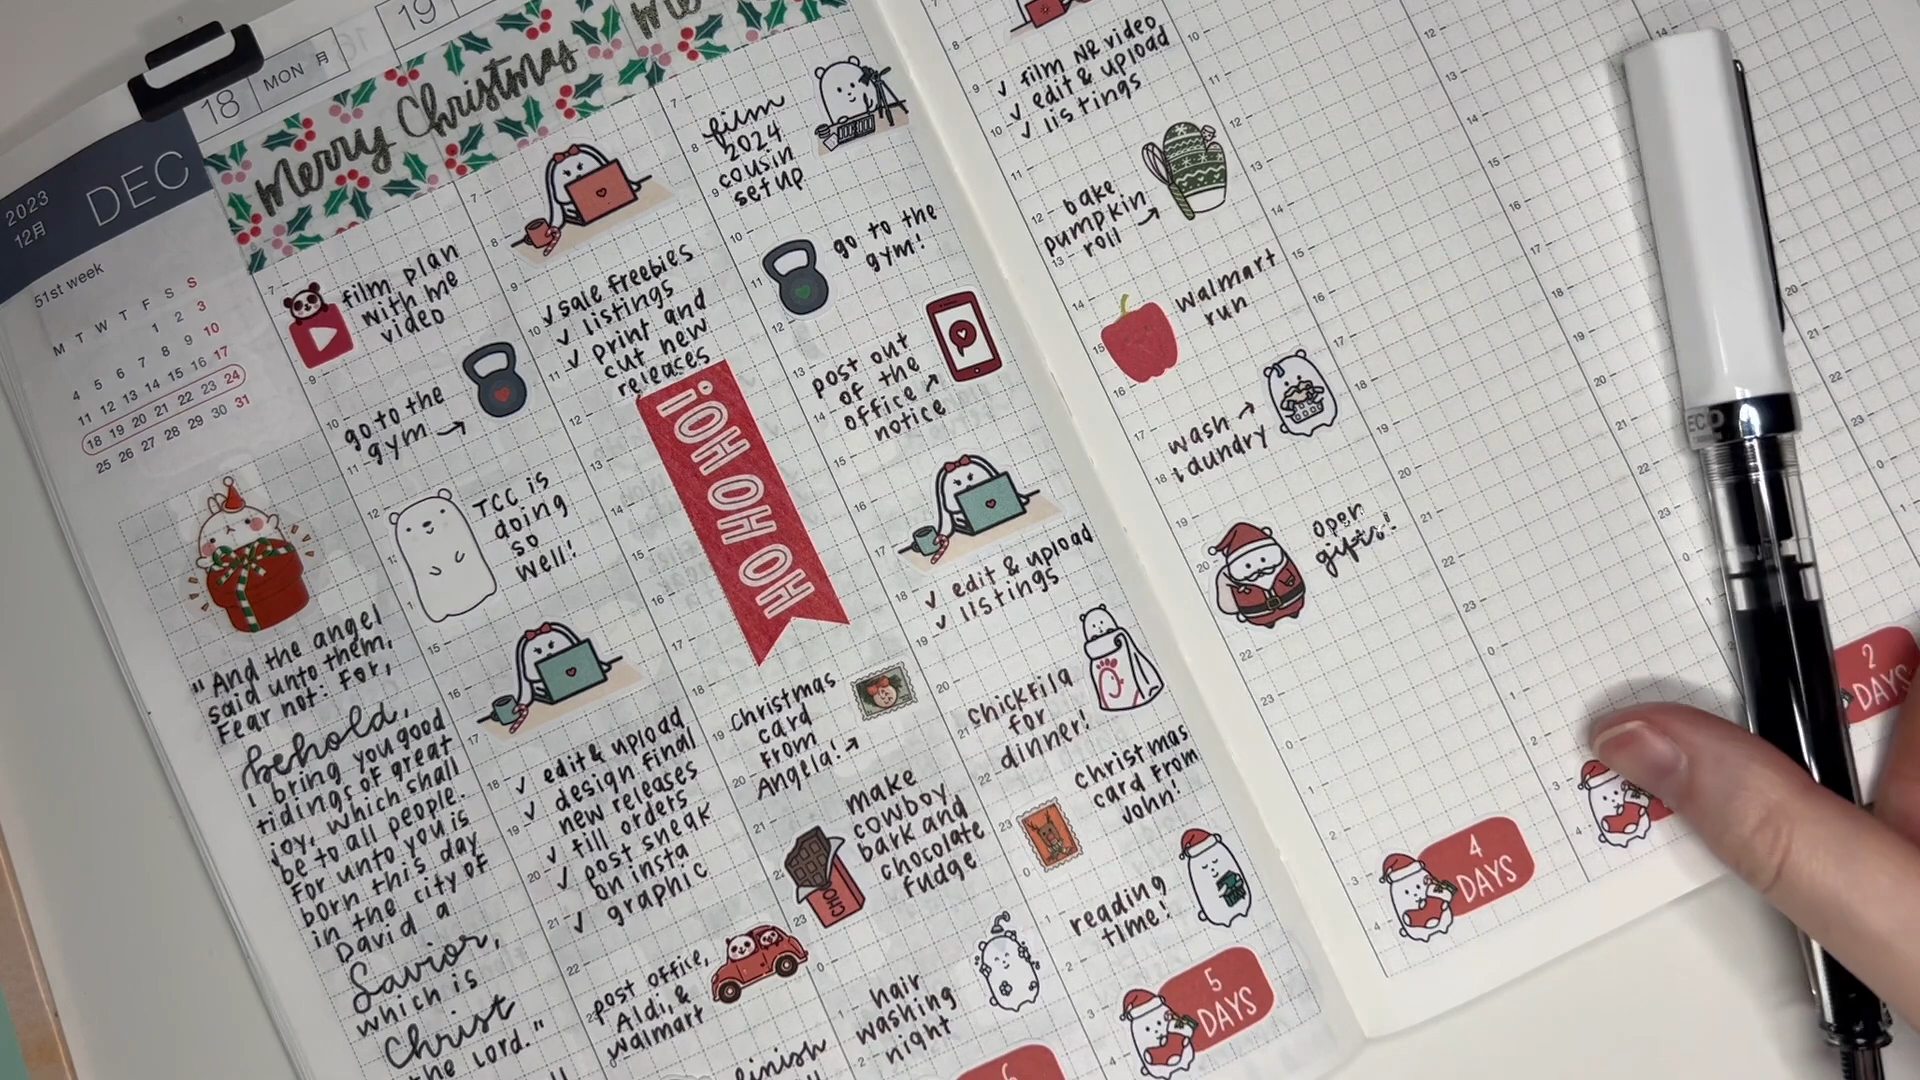 2023
12月
DEC
18
MON 月
19
51st week
M T W T F S S
1 2 3
4 5 6 7 8 9 10
11 12 13 14 15 16 17
18 19 20 21 22 23 24
25 26 27 28 29 30 31
Merry Christmas
Me
"And the angel
said unto them,
Fear not: For,
behold,
I bring you good
tidings of great
joy, which shall
be to all people.
For unto you is
born this day
in the city of
David a
Savior,
which is
Christ
the Lord."
film plan
with me
video
go to the
gym
TCC is
doing
so
well!
✓ edit & upload
✓ design final
new releases
✓ fill orders
✓ post sneak
on insta
✓ graphic
post office,
Aldi, &
Walmart
✓ sale freebies
✓ listings
✓ print and
cut new
releases
HO HO HO!
Christmas
card
from
Angela!
make
cowboy
bark and
chocolate
fudge
CHO
hair
washing
night
finish
film
2024
cousin
setup
go to the
gym!
post out
of the
office
notice
✓ edit & upload
✓ listings
chickfila
for
dinner!
christmas
card from
John!
reading
time!
5
DAYS
6
✓ film NR video
✓ edit & upload
✓ listings
bake
pumpkin
roll
walmart
run
wash
laundry
open
gifts!
4
DAYS
2
DAYS
ECO